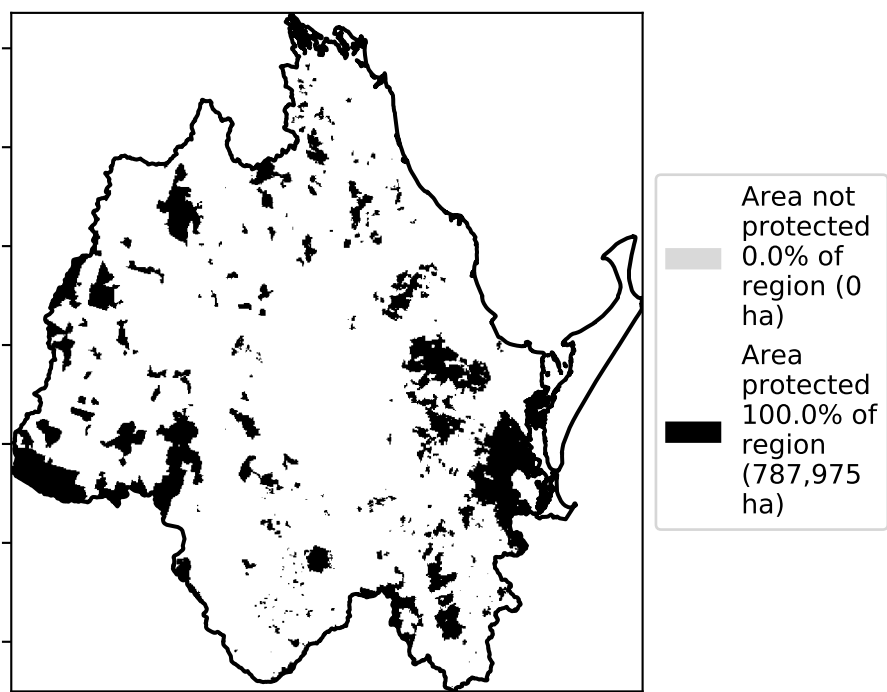 Area not
protected
0.0% of
region (0
ha)
Area
protected
100.0% of
region
(787,975
ha)